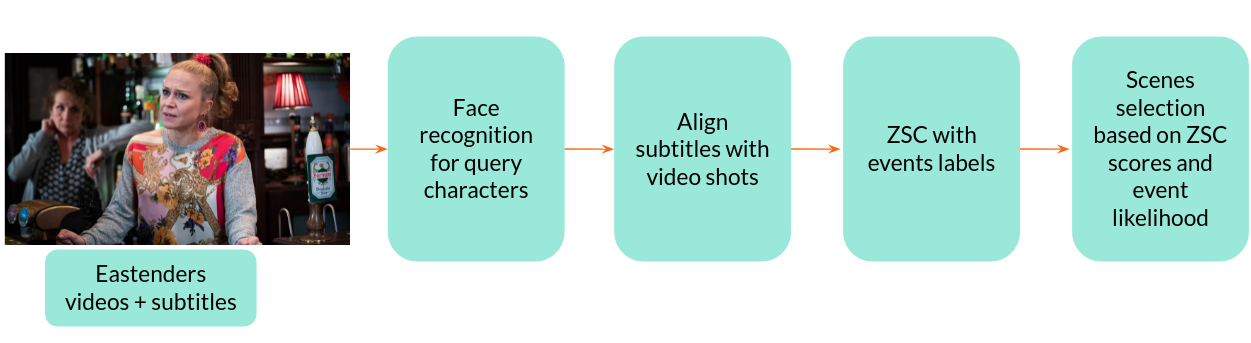 Eastenders
videos + subtitles
Face
recognition
for query
characters
Align
subtitles with
video shots
ZSC with
events labels
Scenes
selection
based on ZSC
scores and
event
likelihood